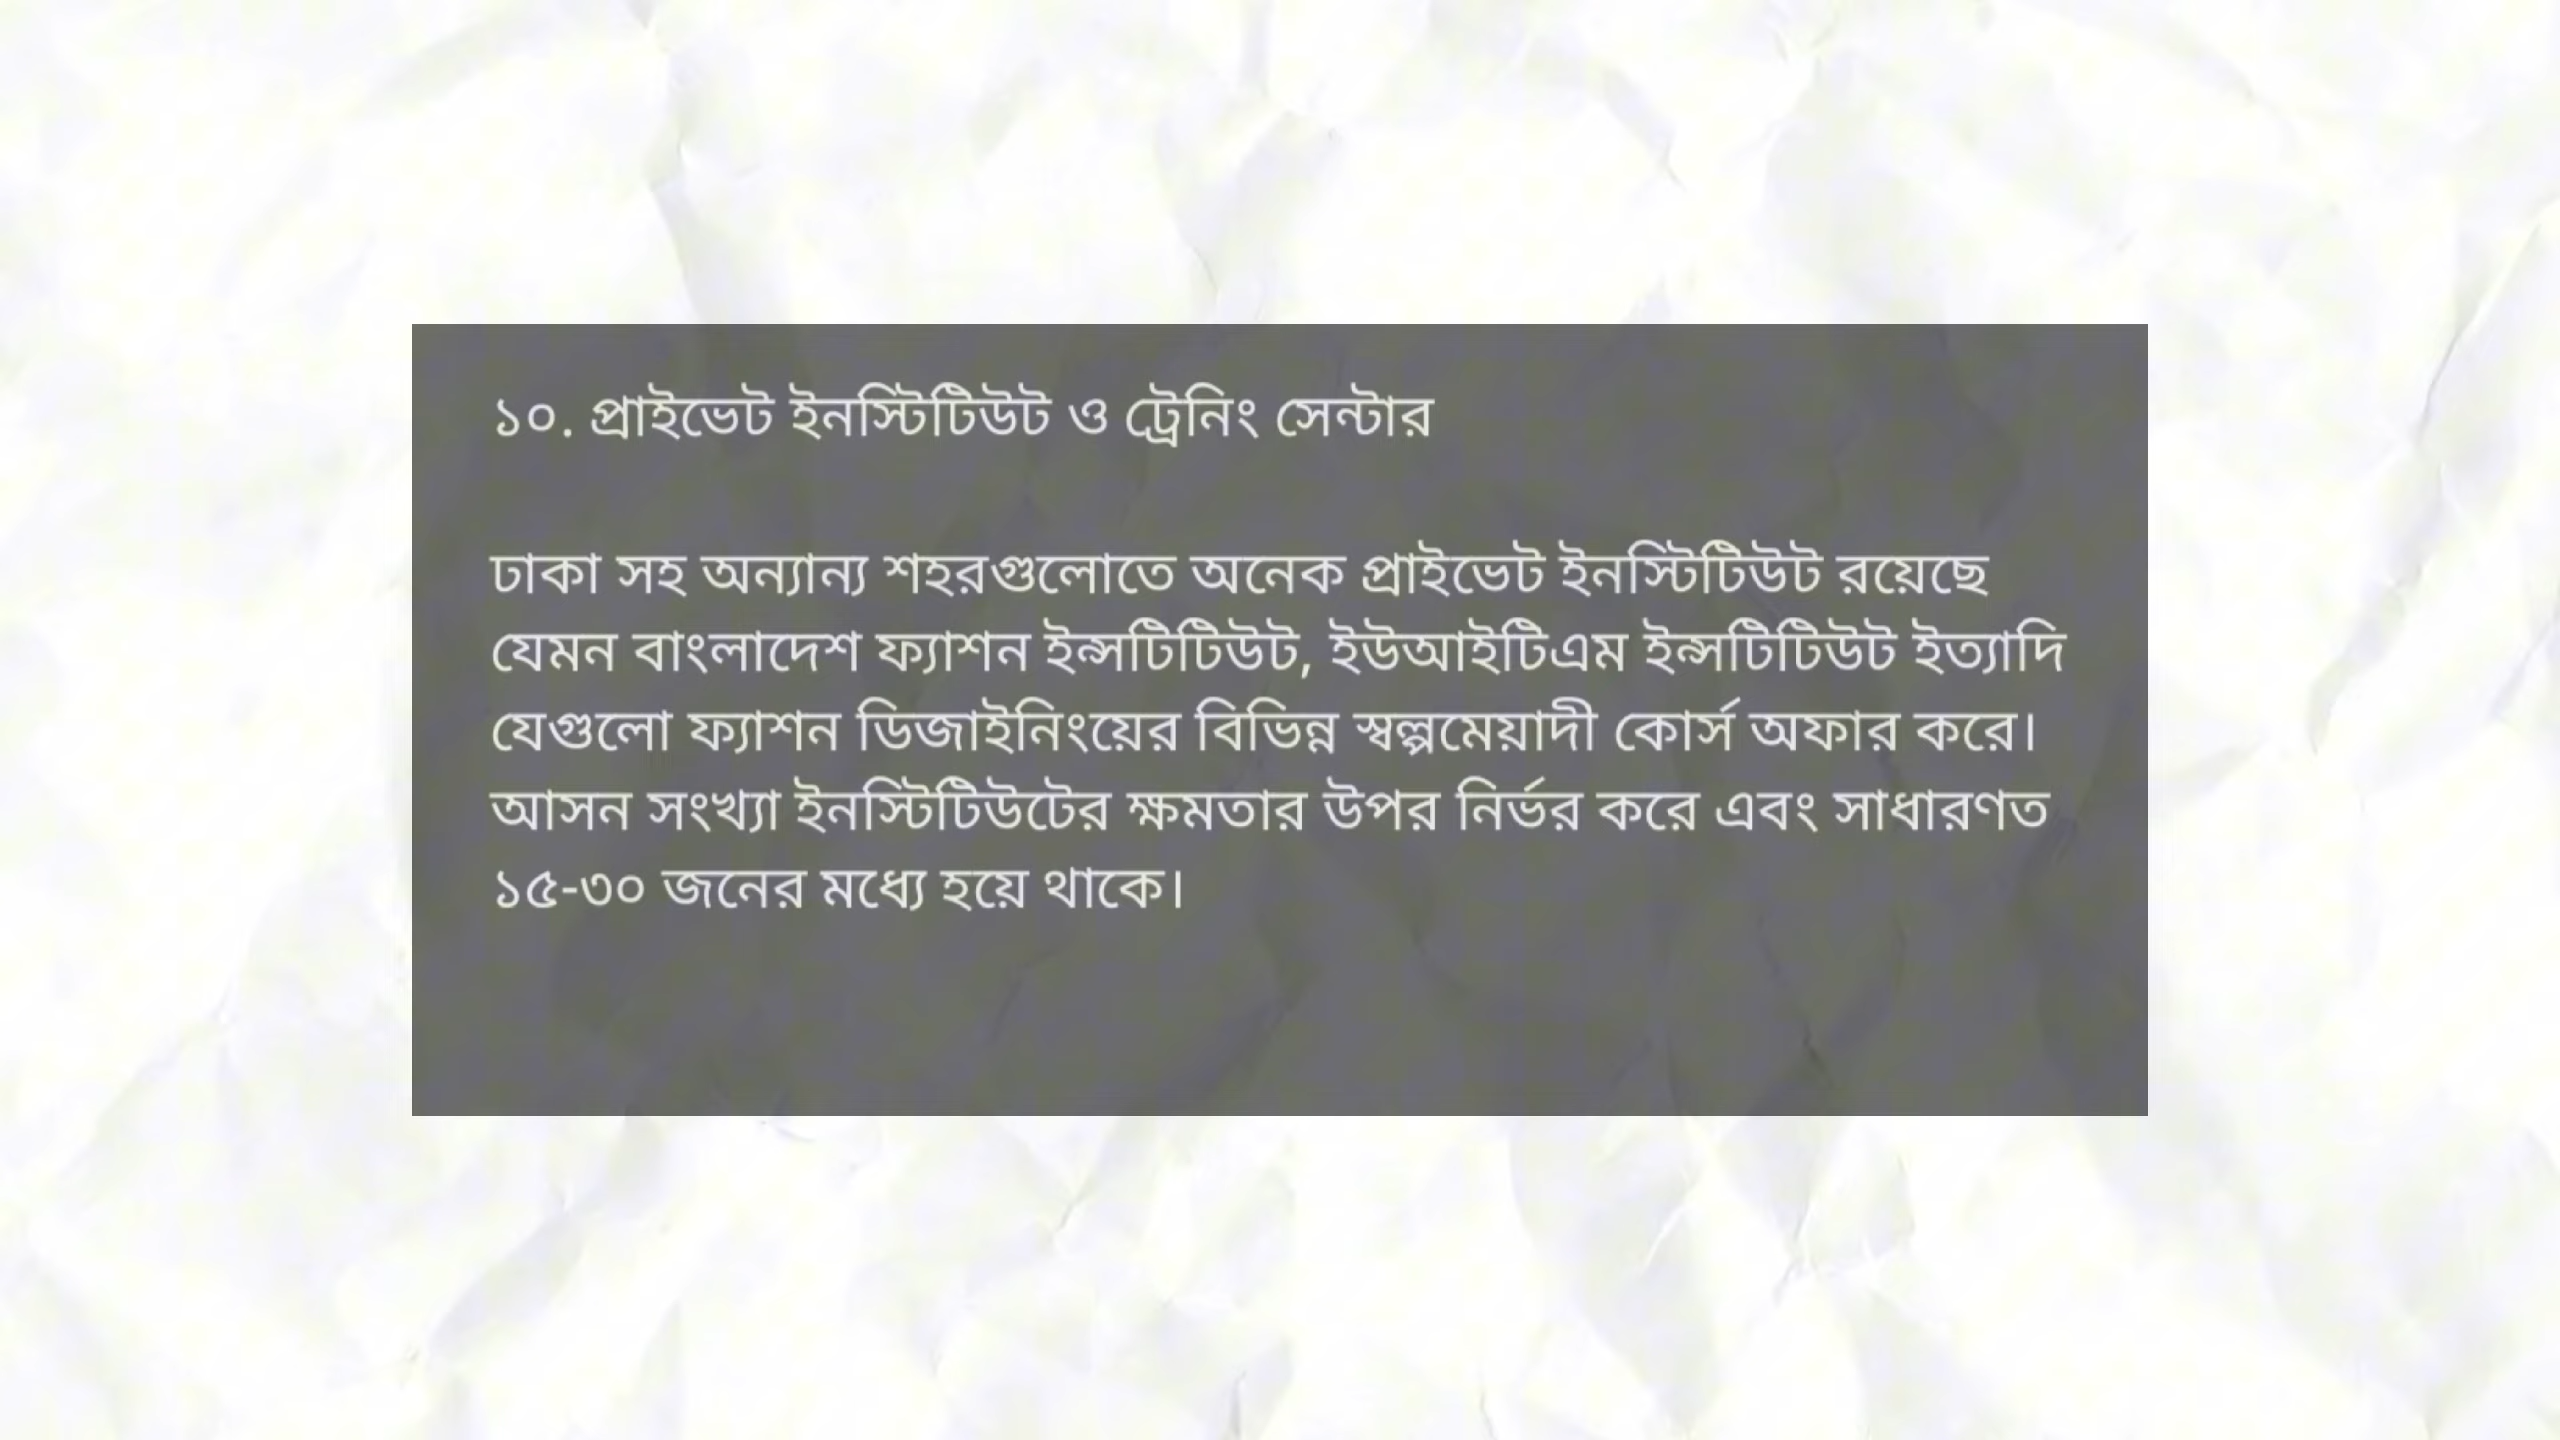 ১০. প্রাইভেট ইনস্টিটিউট ও ট্রেনিং সেন্টার
ঢাকা সহ অন্যান্য শহরগুলোতে অনেক প্রাইভেট ইনস্টিটিউট রয়েছে
যেমন বাংলাদেশ ফ্যাশন ইন্সটিটিউট, ইউআইটিএম ইন্সটিটিউট ইত্যাদি
যেগুলো ফ্যাশন ডিজাইনিংয়ের বিভিন্ন স্বল্পমেয়াদী কোর্স অফার করে।
আসন সংখ্যা ইনস্টিটিউটের ক্ষমতার উপর নির্ভর করে এবং সাধারণত
১৫-৩০ জনের মধ্যে হয়ে থাকে।